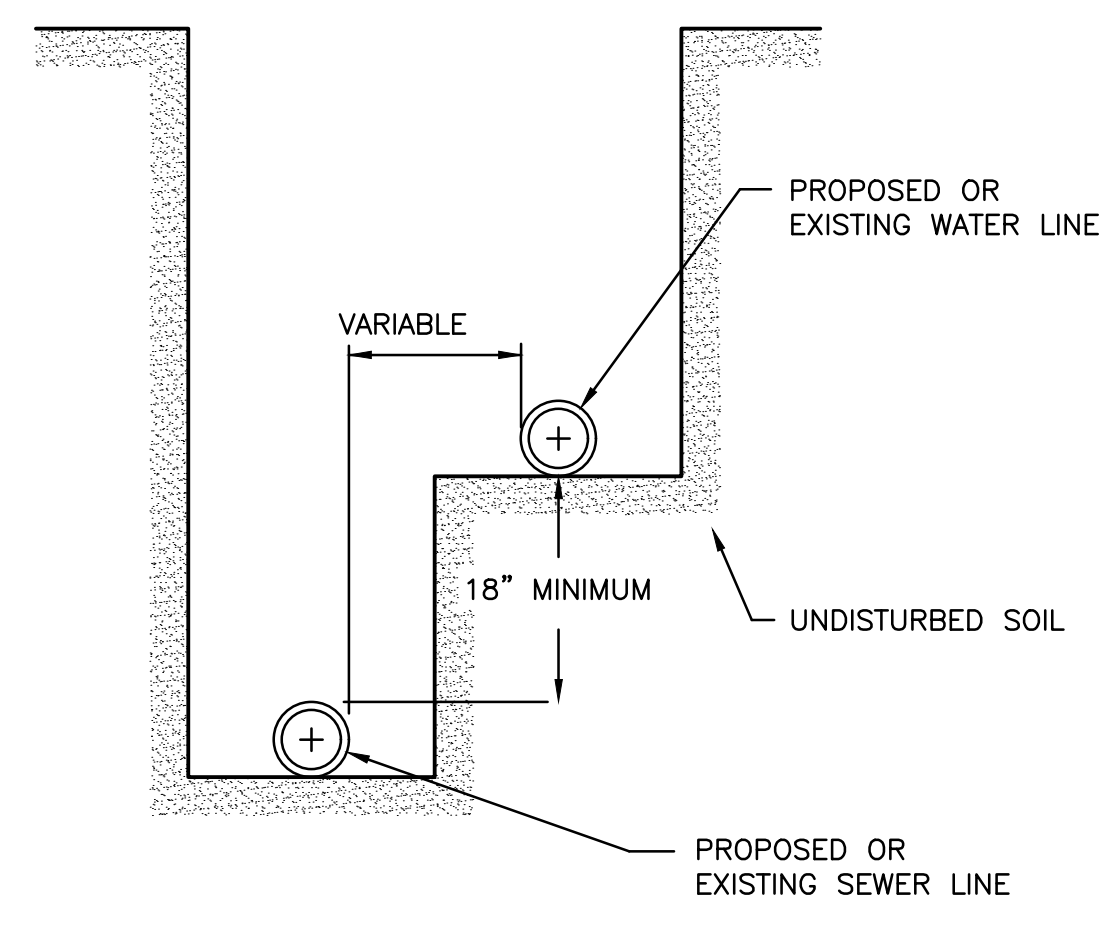 PROPOSED OR
EXISTING WATER LINE
VARIABLE
18” MINIMUM
UNDISTURBED SOIL
PROPOSED OR
EXISTING SEWER LINE